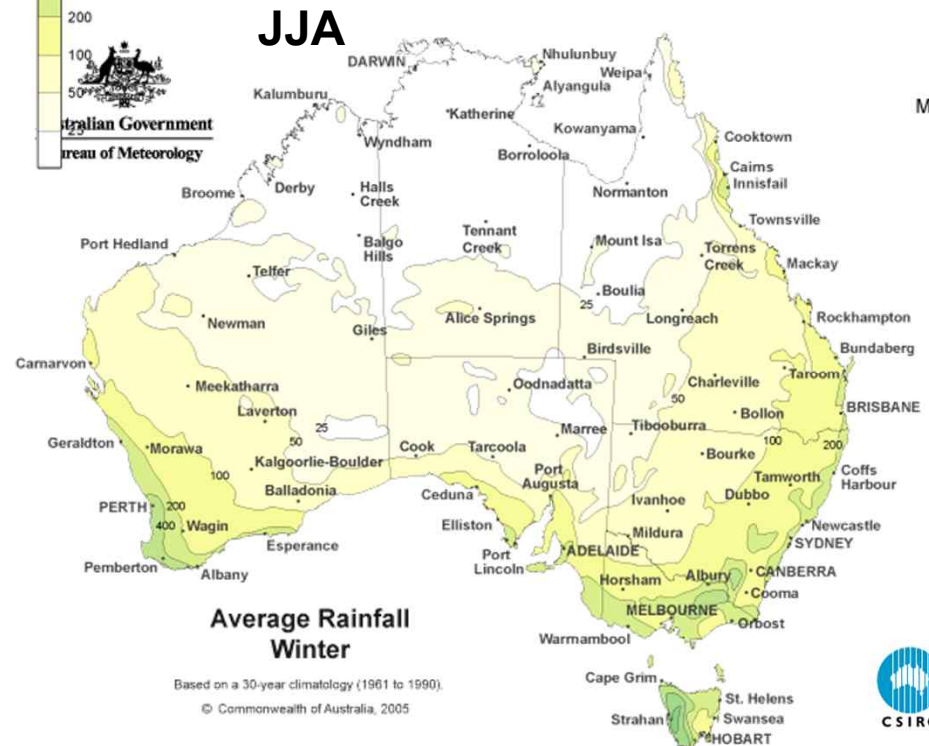 JJA
200
100
50
25
stralian Government
ureau of Meteorology
M
DARWIN
Nhulunbuy
Weipa
Alyangula
Kalumburu
Katherine
Kowanyama
Cooktown
Wyndham
Borroloola
Cairns
Innisfail
Broome
Derby
Halls
Creek
Normanton
Townsville
Port Hedland
Balgo
Hills
Tennant
Creek
Mount Isa
Torrens
Creek
Mackay
Telfer
Boulia
25
Newman
Alice Springs
Longreach
Rockhampton
Giles
Birdsville
Bundaberg
Carnarvon
Meekatharra
Oodnadatta
Charleville
Taroom
50
Laverton
25
Bollon
BRISBANE
Marree
Tibooburra
Geraldton
Morawa
50
Cook
Tarcoola
Bourke
100
200
Kalgoorlie-Boulder
100
Port
Augusta
Tamworth
Coffs
Harbour
Balladonia
Ceduna
Ivanhoe
Dubbo
PERTH
200
400
Wagin
Elliston
Mildura
Newcastle
SYDNEY
Esperance
Port
Lincoln
ADELAIDE
Pemberton
Albany
Horsham
Albury
CANBERRA
Cooma
MELBOURNE
Orbost
Warrnambool
Average Rainfall
Winter
Based on a 30-year climatology (1961 to 1990).
© Commonwealth of Australia, 2005
Cape Grim
St. Helens
Strahan
Swansea
HOBART
CSIRO